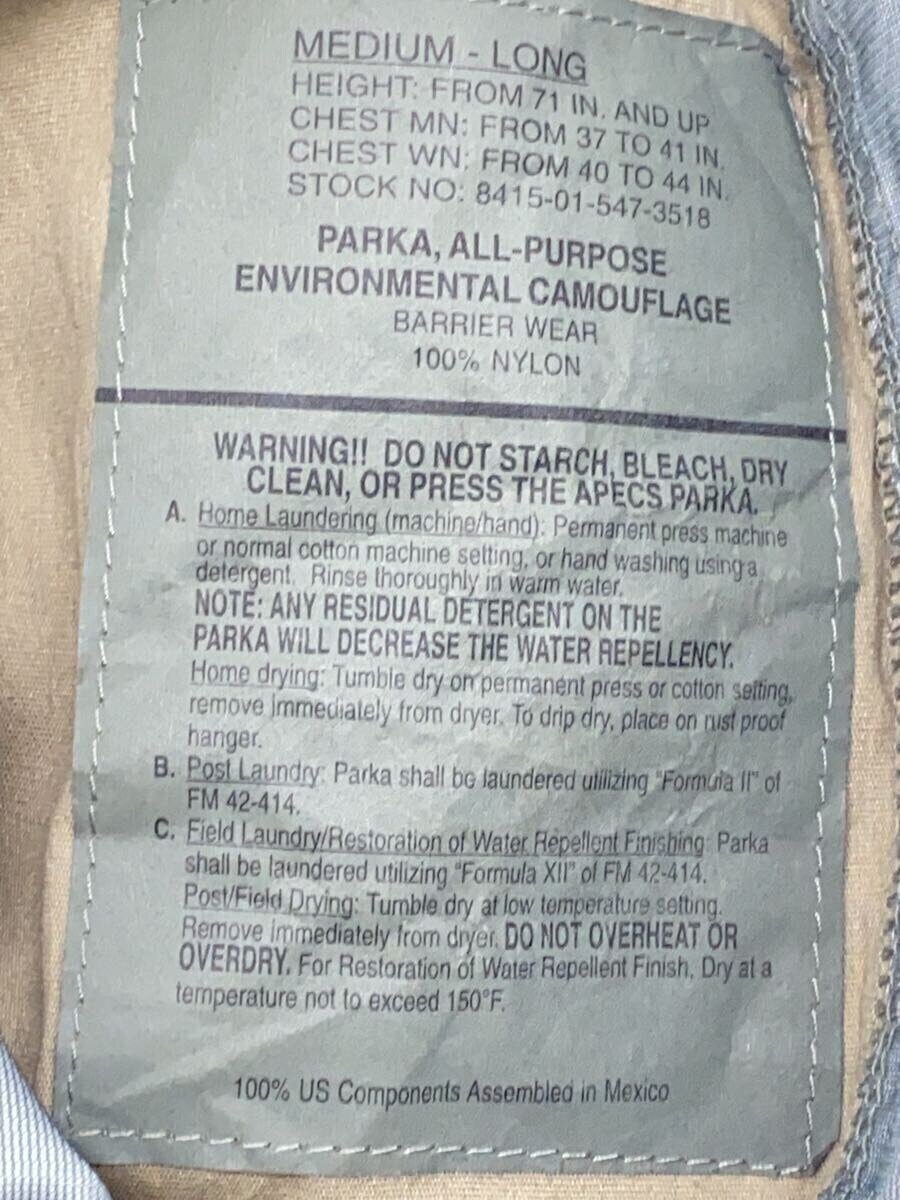 MEDIUM - LONG
HEIGHT: FROM 71 IN. AND UP
CHEST MN: FROM 37 TO 41 IN.
CHEST WN: FROM 40 TO 44 IN.
STOCK NO: 8415-01-547-3518
PARKA, ALL-PURPOSE
ENVIRONMENTAL CAMOUFLAGE
BARRIER WEAR
100% NYLON
WARNING!! DO NOT STARCH, BLEACH, DRY
CLEAN, OR PRESS THE APECS PARKA.
A. Home Laundering (machine/hand): Permanent press machine
or normal cotton machine setting, or hand washing using a
detergent. Rinse thoroughly in warm water.
NOTE: ANY RESIDUAL DETERGENT ON THE
PARKA WILL DECREASE THE WATER REPELLENCY.
Home drying: Tumble dry on permanent press or cotton setting,
remove immediately from dryer. To drip dry, place on rust proof
hanger.
B. Post Laundry: Parka shall be laundered utilizing "Formula II" of
FM 42-414.
C. Field Laundry/Restoration of Water Repellent Finishing: Parka
shall be laundered utilizing "Formula XII" of FM 42-414.
Post/Field Drying: Tumble dry at low temperature setting.
Remove immediately from dryer. DO NOT OVERHEAT OR
OVERDRY. For Restoration of Water Repellent Finish, Dry at a
temperature not to exceed 150°F.
100% US Components Assembled in Mexico